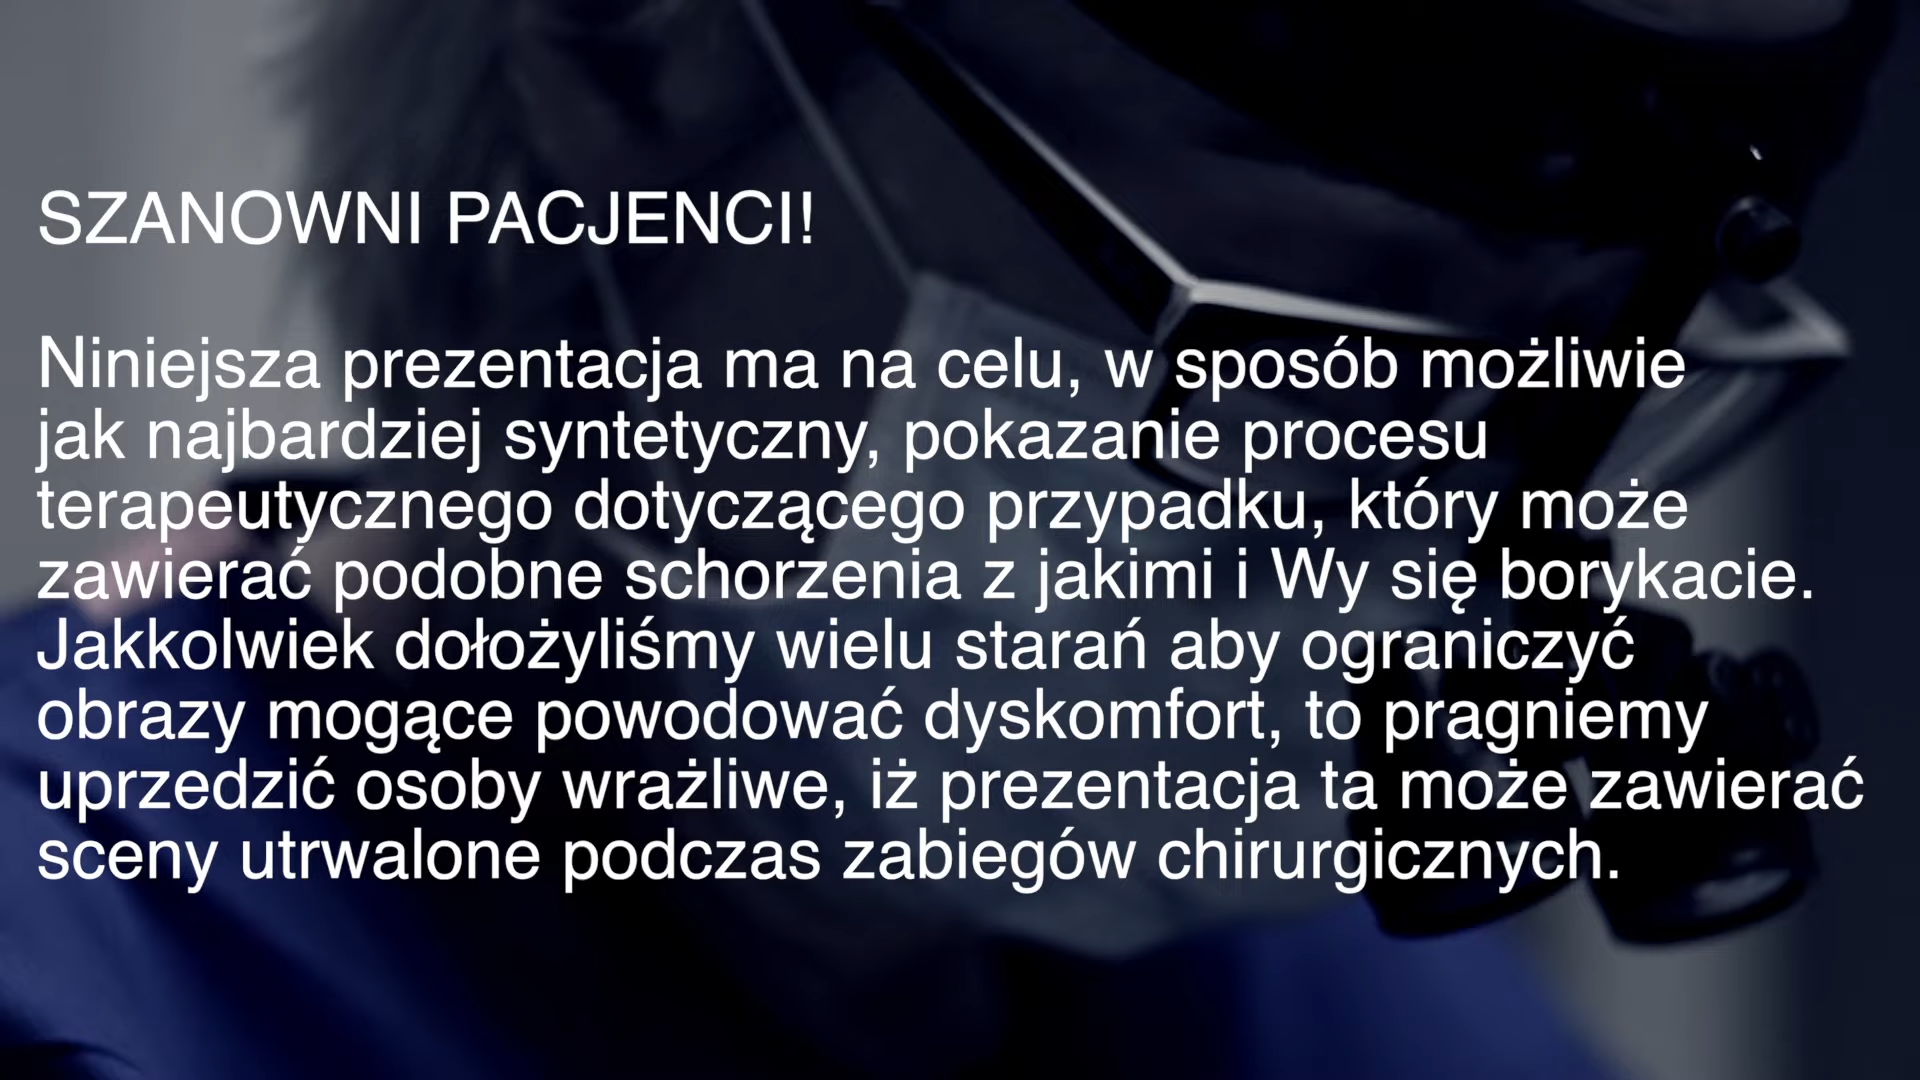 SZANOWNI PACJENCI!
Niniejsza prezentacja ma na celu, w sposób możliwie
jak najbardziej syntetyczny, pokazanie procesu
terapeutycznego dotyczącego przypadku, który może
zawierać podobne schorzenia z jakimi i Wy się borykacie.
Jakkolwiek dołożyliśmy wielu starań aby ograniczyć
obrazy mogące powodować dyskomfort, to pragniemy
uprzedzić osoby wrażliwe, iż prezentacja ta może zawierać
sceny utrwalone podczas zabiegów chirurgicznych.